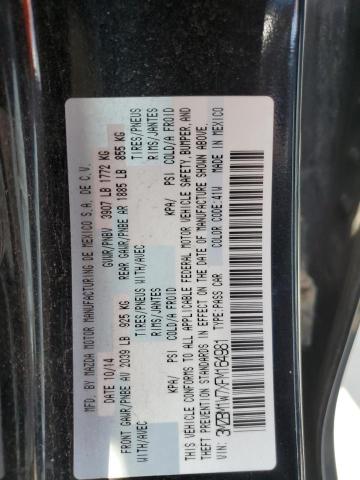 MFD. BY MAZDA MOTOR MANUFACTURING DE MEXICO S.A. DE C.V.
DATE: 10/14 GVWR/PNBV 3907 LB 1772 KG
FRONT GAWR/PNBE AV 2039 LB 925 KG REAR GAWR/PNBE AR 1885 LB 855 KG
WITH/AVEC TIRES/PNEUS WITH/AVEC TIRES/PNEUS
RIMS/JANTES RIMS/JANTES
KPA/ PSI COLD/A FROID KPA/ PSI COLD/A FROID
THIS VEHICLE CONFORMS TO ALL APPLICABLE FEDERAL MOTOR VEHICLE SAFETY, BUMPER, AND
THEFT PREVENTION STANDARDS IN EFFECT ON THE DATE OF MANUFACTURE SHOWN ABOVE.
VIN: 3MZBM1W7XFM164981 COLOR CODE: 41W MADE IN MEXICO
TYPE: PASS CAR